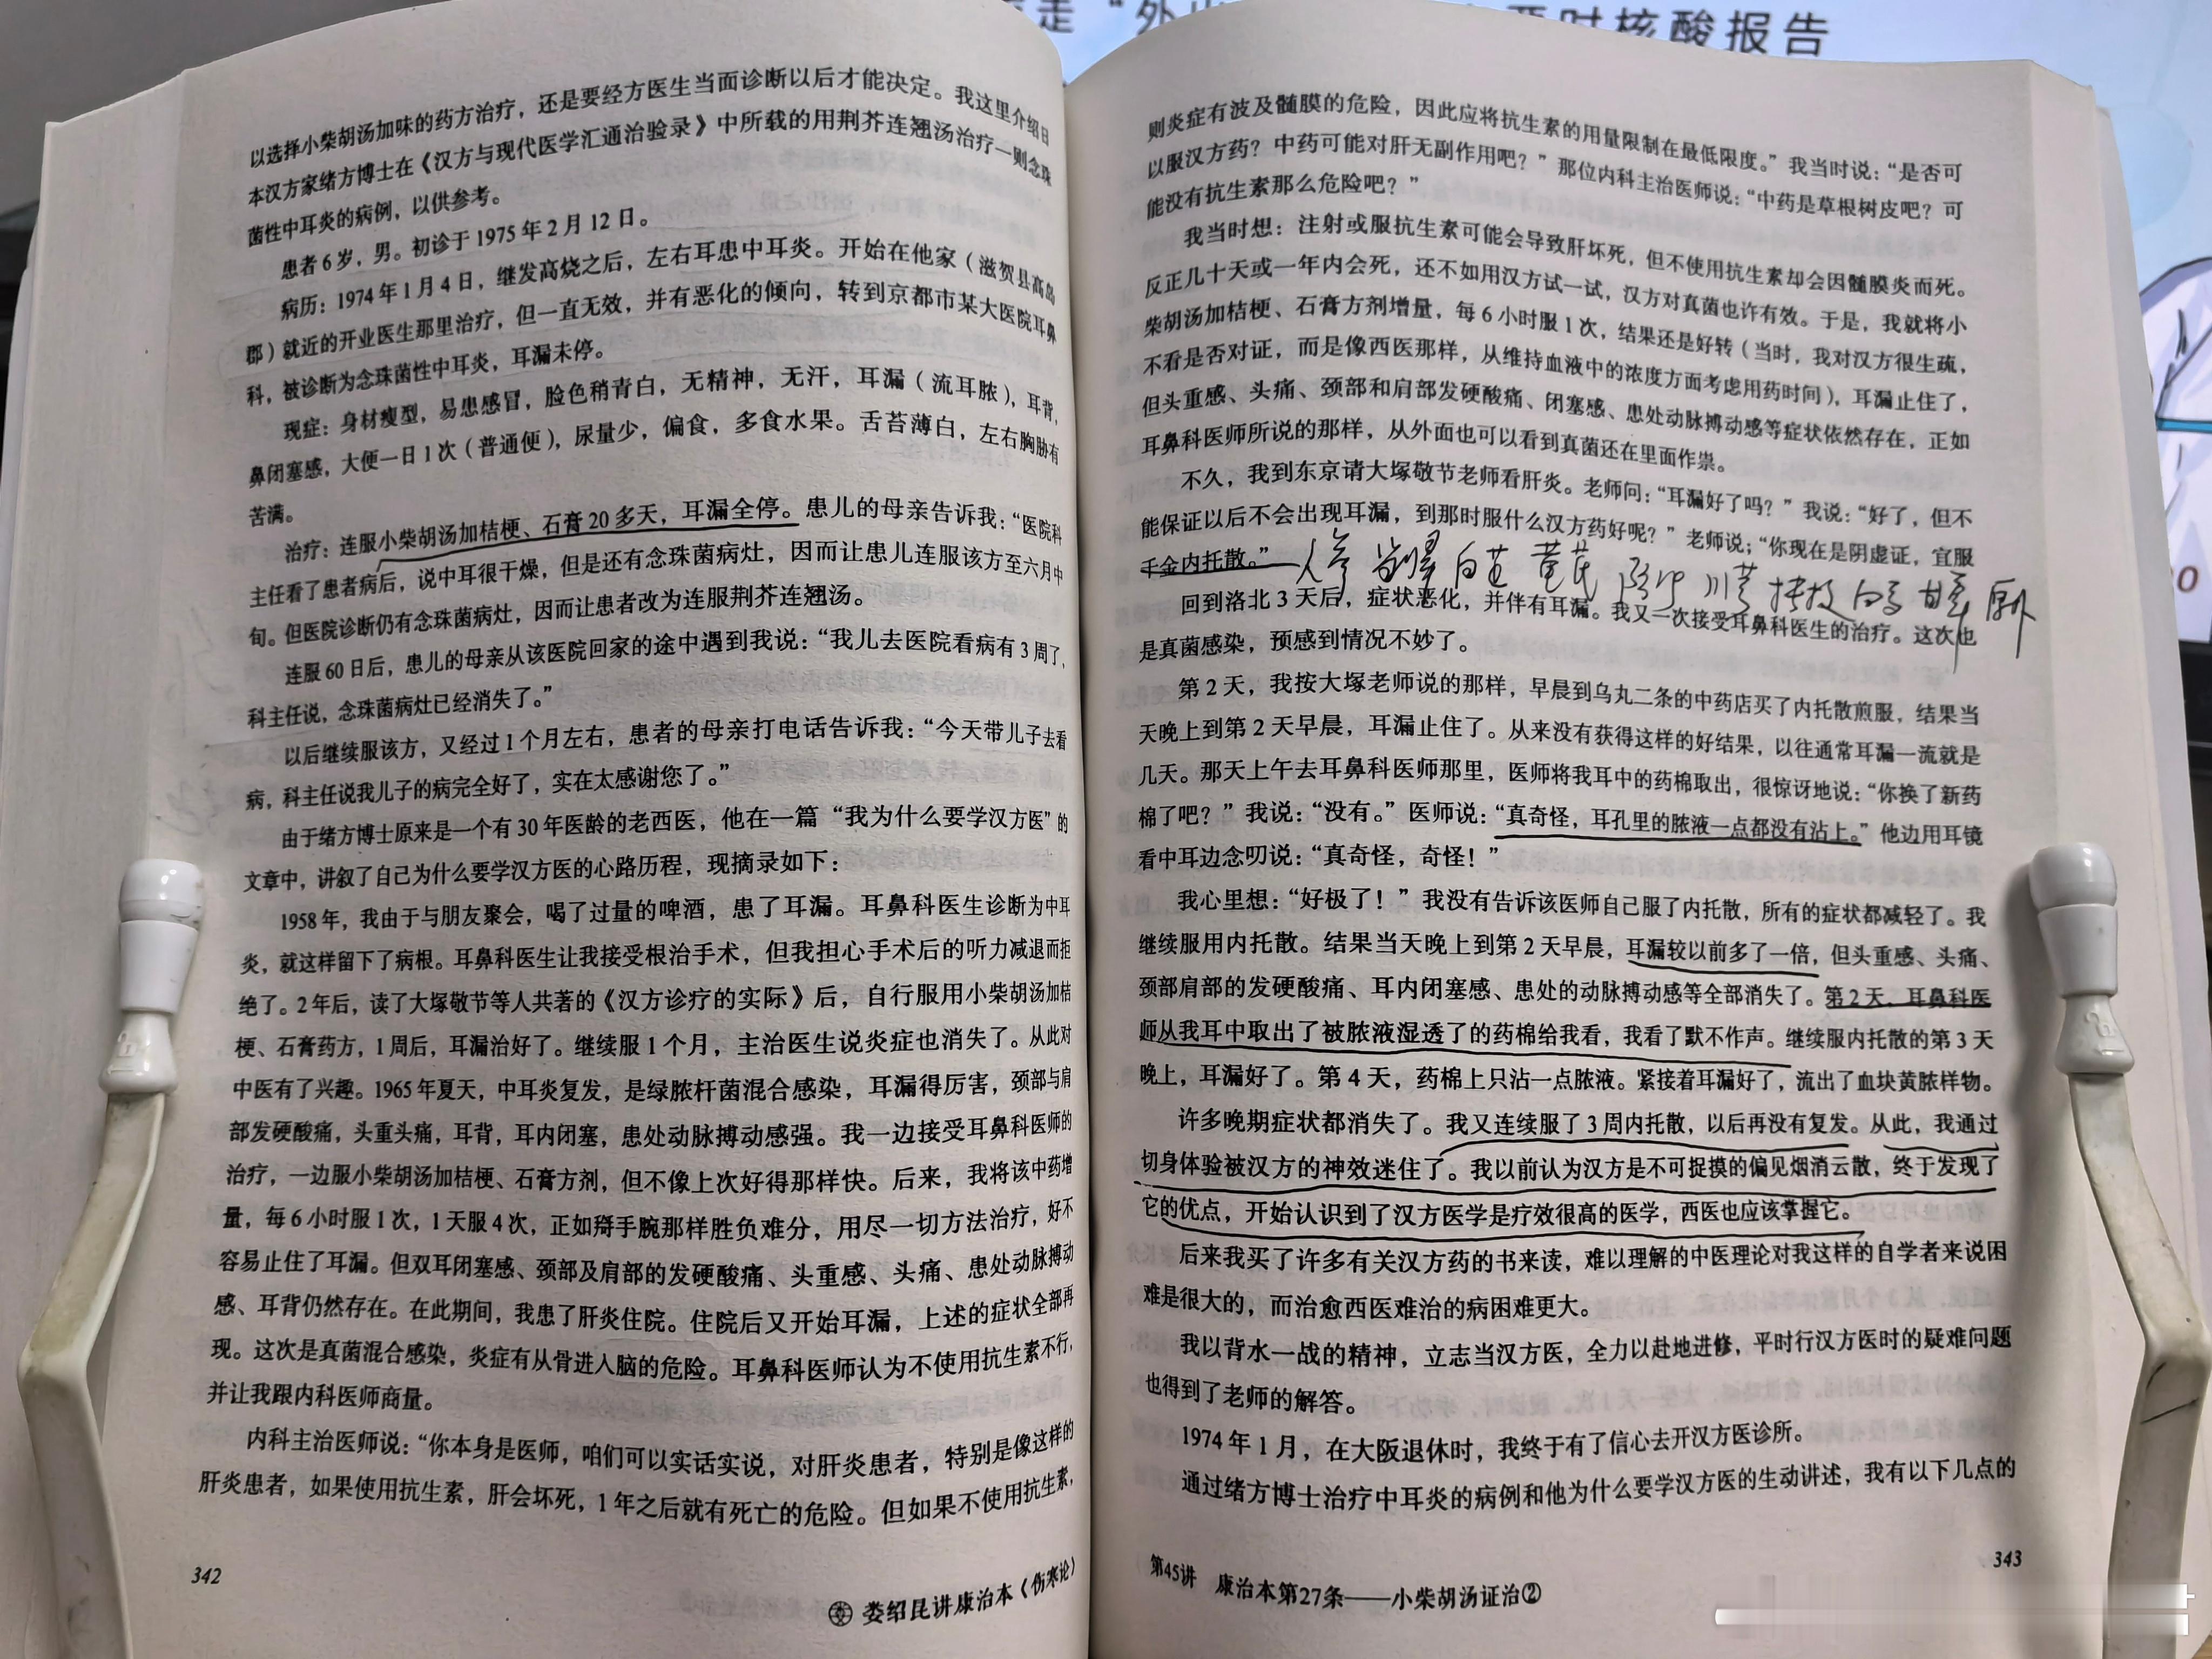 时核酸报告
以选择小柴胡汤加味的药方治疗，还是要经方医生当面诊断以后才能决定。我这里介绍日
本汉方家绪方博士在《汉方与现代医学汇通治验录》中所载的用荆芥连翘汤治疗一则念珠
菌性中耳炎的病例，以供参考。
患者6岁，男。初诊于1975年2月12日。
病历：1974年1月4日，继发高烧之后，左右耳患中耳炎。开始在他家（滋贺县高岛
郡）就近的开业医生那里治疗，但一直无效，并有恶化的倾向，转到京都市某大医院耳鼻
科，被诊断为念珠菌性中耳炎，耳漏未停。
现症：身材瘦型，易患感冒，脸色稍青白，无精神，无汗，耳漏（流耳脓），耳背，
鼻闭塞感，大便一日1次（普通便），尿量少，偏食，多食水果。舌苔薄白，左右胸胁有
苦满。
治疗：连服小柴胡汤加桔梗、石膏20多天，耳漏全停。患儿的母亲告诉我：“医院科
主任看了患者病后，说中耳很干燥，但是还有念珠菌病灶，因而让患儿连服该方至六月中
旬。但医院诊断仍有念珠菌病灶，因而让患者改为连服荆芥连翘汤。
连服60日后，患儿的母亲从该医院回家的途中遇到我说：“我儿去医院看病有3周了，
科主任说，念珠菌病灶已经消失了。”
以后继续服该方，又经过1个月左右，患者的母亲打电话告诉我：“今天带儿子去看
病，科主任说我儿子的病完全好了，实在太感谢您了。”
由于绪方博士原来是一个有30年医龄的老西医，他在一篇“我为什么要学汉方医”的
文章中，讲叙了自己为什么要学汉方医的心路历程，现摘录如下：
1958年，我由于与朋友聚会，喝了过量的啤酒，患了耳漏。耳鼻科医生诊断为中耳
炎，就这样留下了病根。耳鼻科医生让我接受根治手术，但我担心手术后的听力减退而拒
绝了。2年后，读了大塚敬节等人共著的《汉方诊疗的实际》后，自行服用小柴胡汤加桔
梗、石膏药方，1周后，耳漏治好了。继续服1个月，主治医生说炎症也消失了。从此对
中医有了兴趣。1965年夏天，中耳炎复发，是绿脓杆菌混合感染，耳漏得厉害，颈部与肩
部发硬酸痛，头重头痛，耳背，耳内闭塞，患处动脉搏动感强。我一边接受耳鼻科医师的
治疗，一边服小柴胡汤加桔梗、石膏方剂，但不像上次好得那样快。后来，我将该中药增
量，每6小时服1次，1天服4次，正如掰手腕那样胜负难分，用尽一切方法治疗，好不
容易止住了耳漏。但双耳闭塞感、颈部及肩部的发硬酸痛、头重感、头痛、患处动脉搏动
感、耳背仍然存在。在此期间，我患了肝炎住院。住院后又开始耳漏，上述的症状全部再
现。这次是真菌混合感染，炎症有从骨进入脑的危险。耳鼻科医师认为不使用抗生素不行，
并让我跟内科医师商量。
内科主治医师说：“你本身是医师，咱们可以实话实说，对肝炎患者，特别是像这样的
肝炎患者，如果使用抗生素，肝会坏死，1年之后就有死亡的危险。但如果不使用抗生素，
342
娄绍昆讲康治本《伤寒论》
则炎症有波及髓膜的危险，因此应将抗生素的用量限制在最低限度。”我当时说：“是否可
以服汉方药？中药可能对肝无副作用吧？”那位内科主治医师说：“中药是草根树皮吧？可
能没有抗生素那么危险吧？”
我当时想：注射或服抗生素可能会导致肝坏死，但不使用抗生素却会因髓膜炎而死。
反正几十天或一年内会死，还不如用汉方试一试，汉方对真菌也许有效。于是，我就将小
柴胡汤加桔梗、石膏方剂增量，每6小时服1次，结果还是好转（当时，我对汉方很生疏，
不看是否对证，而是像西医那样，从维持血液中的浓度方面考虑用药时间），耳漏止住了，
但头重感、头痛、颈部和肩部发硬酸痛、闭塞感、患处动脉搏动感等症状依然存在，正如
耳鼻科医师所说的那样，从外面也可以看到真菌还在里面作祟。
不久，我到东京请大塚敬节老师看肝炎。老师问：“耳漏好了吗？”我说：“好了，但不
能保证以后不会出现耳漏，到那时服什么汉方药好呢？”老师说；“你现在是阴虚证，宜服
千金内托散。”人参 当归 白芷 黄芪 防风 川芎 桔梗 白芍 甘草 厚朴
回到洛北3天后，症状恶化，并伴有耳漏。我又一次接受耳鼻科医生的治疗。这次也
是真菌感染，预感到情况不妙了。
第2天，我按大塚老师说的那样，早晨到乌丸二条的中药店买了内托散煎服，结果当
天晚上到第2天早晨，耳漏止住了。从来没有获得这样的好结果，以往通常耳漏一流就是
几天。那天上午去耳鼻科医师那里，医师将我耳中的药棉取出，很惊讶地说：“你换了新药
棉了吧？”我说：“没有。”医师说：“真奇怪，耳孔里的脓液一点都没有沾上。”他边用耳镜
看中耳边念叨说：“真奇怪，奇怪！”
我心里想：“好极了！”我没有告诉该医师自己服了内托散，所有的症状都减轻了。我
继续服用内托散。结果当天晚上到第2天早晨，耳漏较以前多了一倍，但头重感、头痛、
颈部肩部的发硬酸痛、耳内闭塞感、患处的动脉搏动感等全部消失了。第2天，耳鼻科医
师从我耳中取出了被脓液湿透了的药棉给我看，我看了默不作声。继续服内托散的第3天
晚上，耳漏好了。第4天，药棉上只沾一点脓液。紧接着耳漏好了，流出了血块黄脓样物。
许多晚期症状都消失了。我又连续服了3周内托散，以后再没有复发。从此，我通过
切身体验被汉方的神效迷住了。我以前认为汉方是不可捉摸的偏见烟消云散，终于发现了
它的优点，开始认识到了汉方医学是疗效很高的医学，西医也应该掌握它。
后来我买了许多有关汉方药的书来读，难以理解的中医理论对我这样的自学者来说困
难是很大的，而治愈西医难治的病困难更大。
我以背水一战的精神，立志当汉方医，全力以赴地进修，平时行汉方医时的疑难问题
也得到了老师的解答。
1974年1月，在大阪退休时，我终于有了信心去开汉方医诊所。
通过绪方博士治疗中耳炎的病例和他为什么要学汉方医的生动讲述，我有以下几点的
第45讲 康治本第27条——小柴胡汤证治②
343